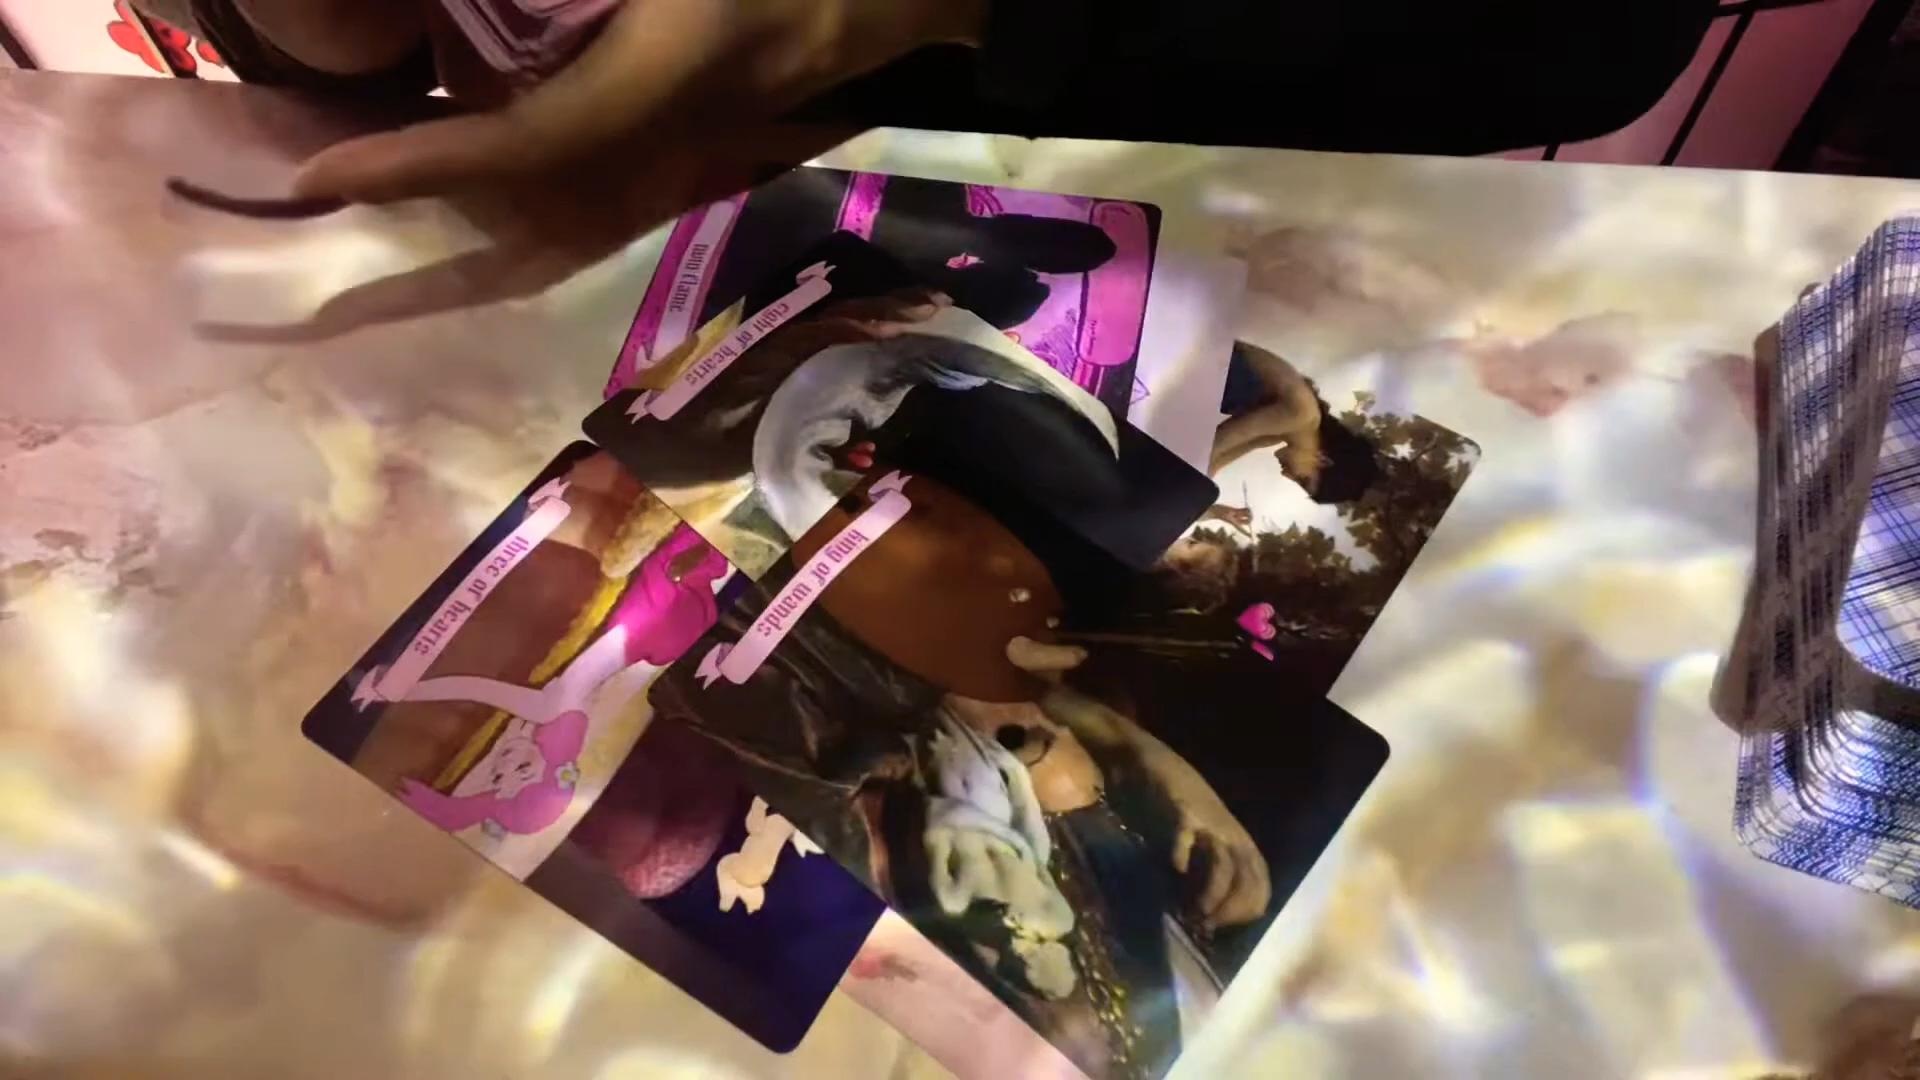 twin flame
eight of hearts
king of wands
three of hearts